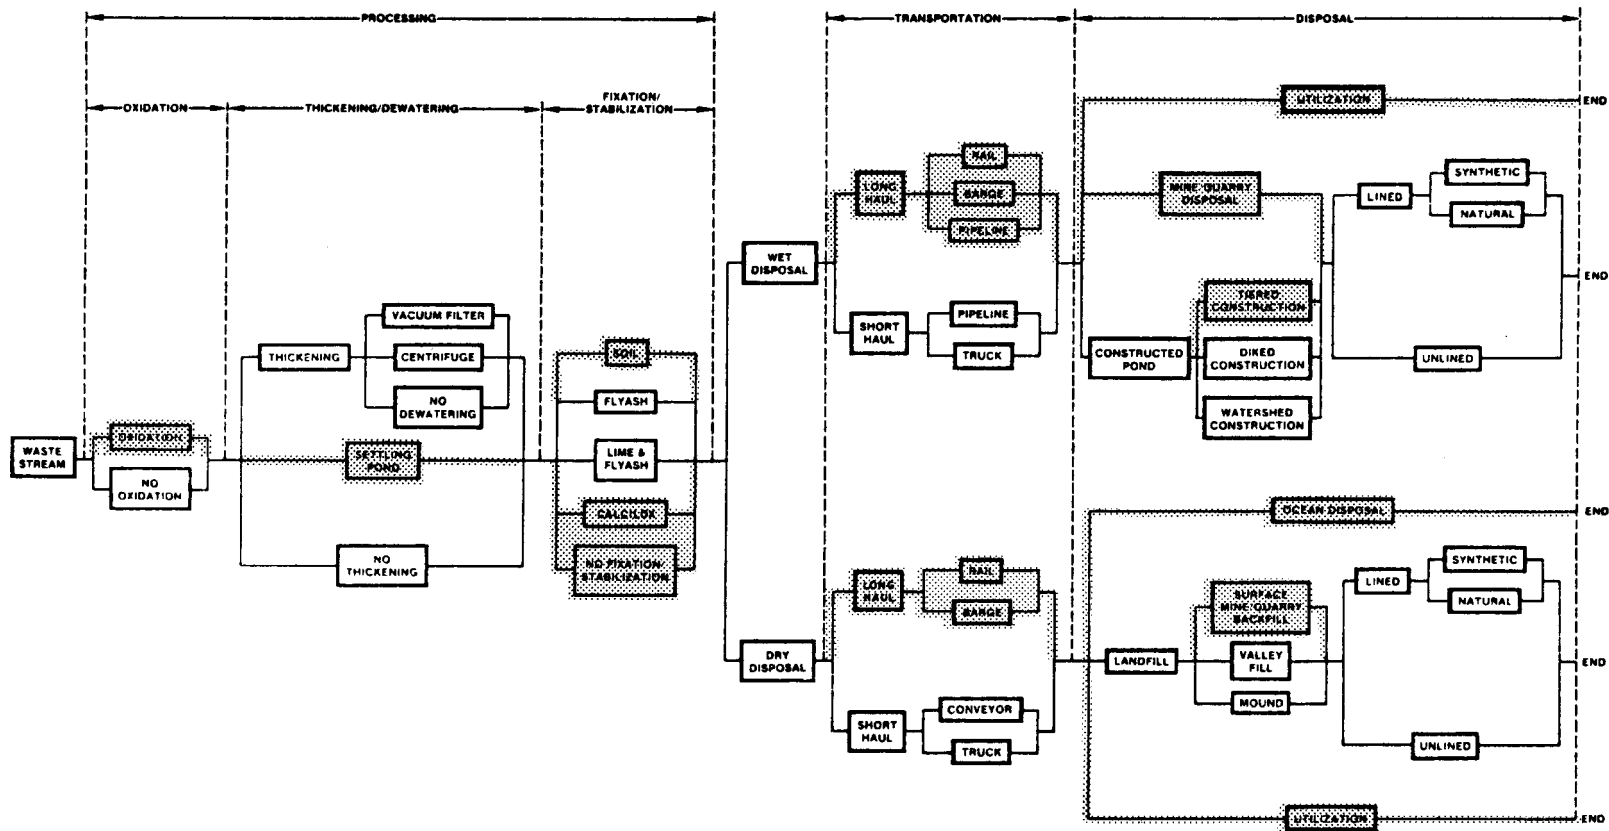 PROCESSING
TRANSPORTATION
DISPOSAL
OXIDATION
THICKENING/DEWATERING
FIXATION/
STABILIZATION
WASTE
STREAM
OXIDATION
NO
OXIDATION
THICKENING
VACUUM FILTER
CENTRIFUGE
NO
DEWATERING
SETTLING
POND
NO
THICKENING
SOIL
FLYASH
LIME &
FLYASH
CALCILOX
NO FIXATION/
STABILIZATION
WET
DISPOSAL
LONG
HAUL
RAIL
BARGE
PIPELINE
SHORT
HAUL
PIPELINE
TRUCK
UTILIZATION
END
MINE QUARRY
DISPOSAL
CONSTRUCTED
POND
TIERED
CONSTRUCTION
DIKED
CONSTRUCTION
WATERSHED
CONSTRUCTION
LINED
SYNTHETIC
NATURAL
UNLINED
END
DRY
DISPOSAL
LONG
HAUL
RAIL
BARGE
SHORT
HAUL
CONVEYOR
TRUCK
OCEAN DISPOSAL
END
LANDFILL
SURFACE
MINE/QUARRY
BACKFILL
VALLEY
FILL
MOUND
LINED
SYNTHETIC
NATURAL
UNLINED
END
UTILIZATION
END